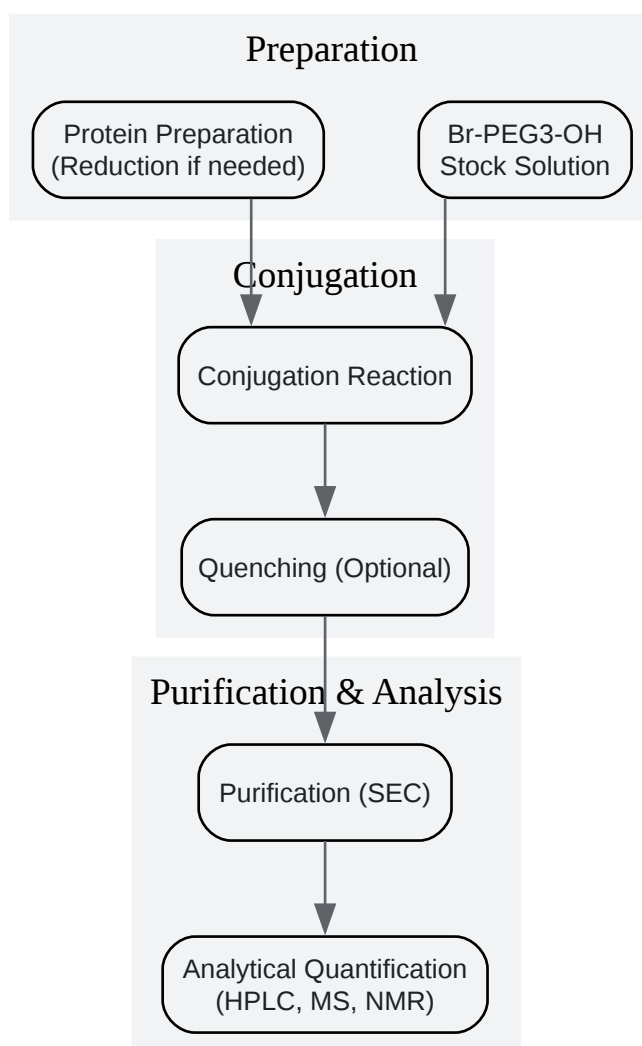 Preparation
Protein Preparation
(Reduction if needed)
Br-PEG3-OH
Stock Solution
Conjugation
Conjugation Reaction
Quenching (Optional)
Purification & Analysis
Purification (SEC)
Analytical Quantification
(HPLC, MS, NMR)